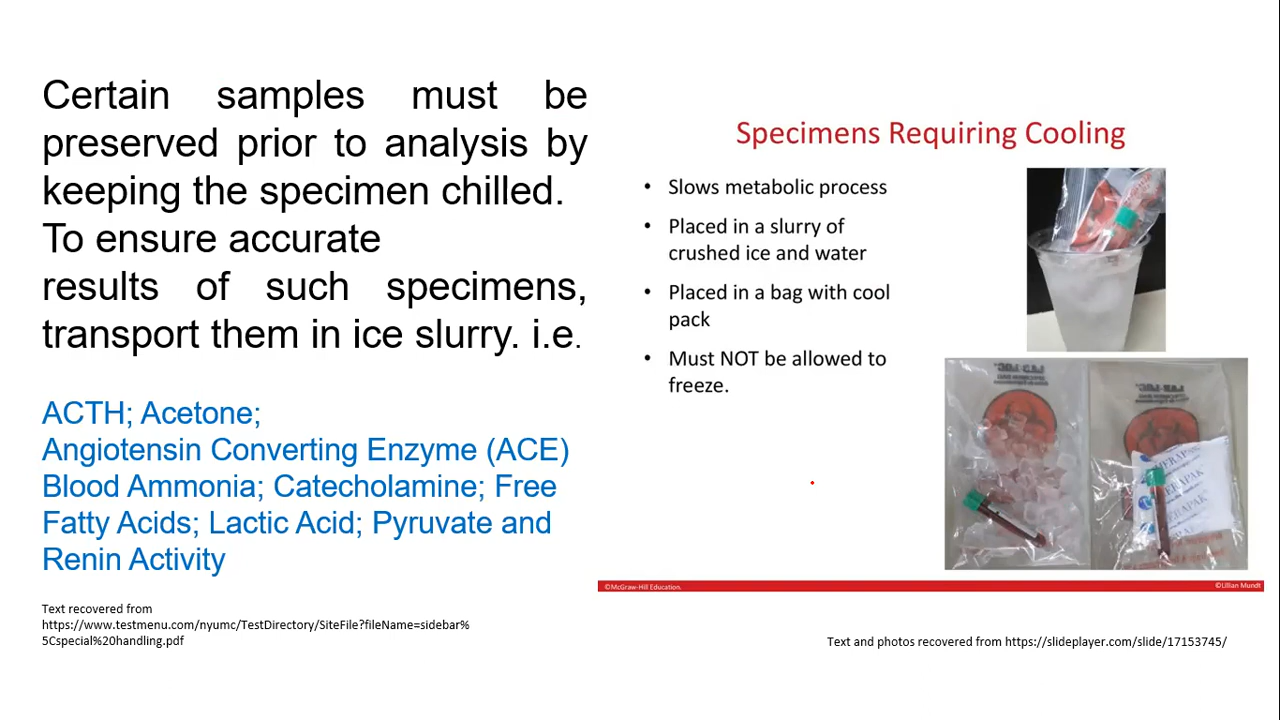 Certain samples must be
preserved prior to analysis by
keeping the specimen chilled.
To ensure accurate
results of such specimens,
transport them in ice slurry. i.e.
ACTH; Acetone;
Angiotensin Converting Enzyme (ACE)
Blood Ammonia; Catecholamine; Free
Fatty Acids; Lactic Acid; Pyruvate and
Renin Activity
Text recovered from
https://www.testmenu.com/nyumc/TestDirectory/SiteFile?fileName=sidebar%
5Cspecial%20handling.pdf
Specimens Requiring Cooling
• Slows metabolic process
• Placed in a slurry of
crushed ice and water
• Placed in a bag with cool
pack
• Must NOT be allowed to
freeze.
©McGraw-Hill Education.
©Lillian Mundt
Text and photos recovered from https://slideplayer.com/slide/17153745/